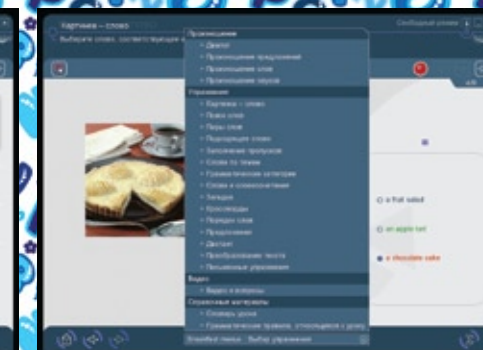 Картинка – слово
Свободный режим
Выберите слово, соответствующее
Произношение
Диалог
Произношение предложений
Произношение слов
Произношение звуков
Упражнения
Картинка – слово
Поиск слов
Пары слов
Подходящее слово
Заполнение пропусков
Слова по темам
Грамматические категории
Слова и словосочетания
Загадки
Кроссворды
Порядок слов
Предложения
Диктант
Преобразование текста
Письменные упражнения
Видео
Видео и вопросы
Справочные материалы
Словарь урока
Грамматические правила, относящиеся к уроку
Выбор упражнения
a fruit salad
an apple tart
a chocolate cake